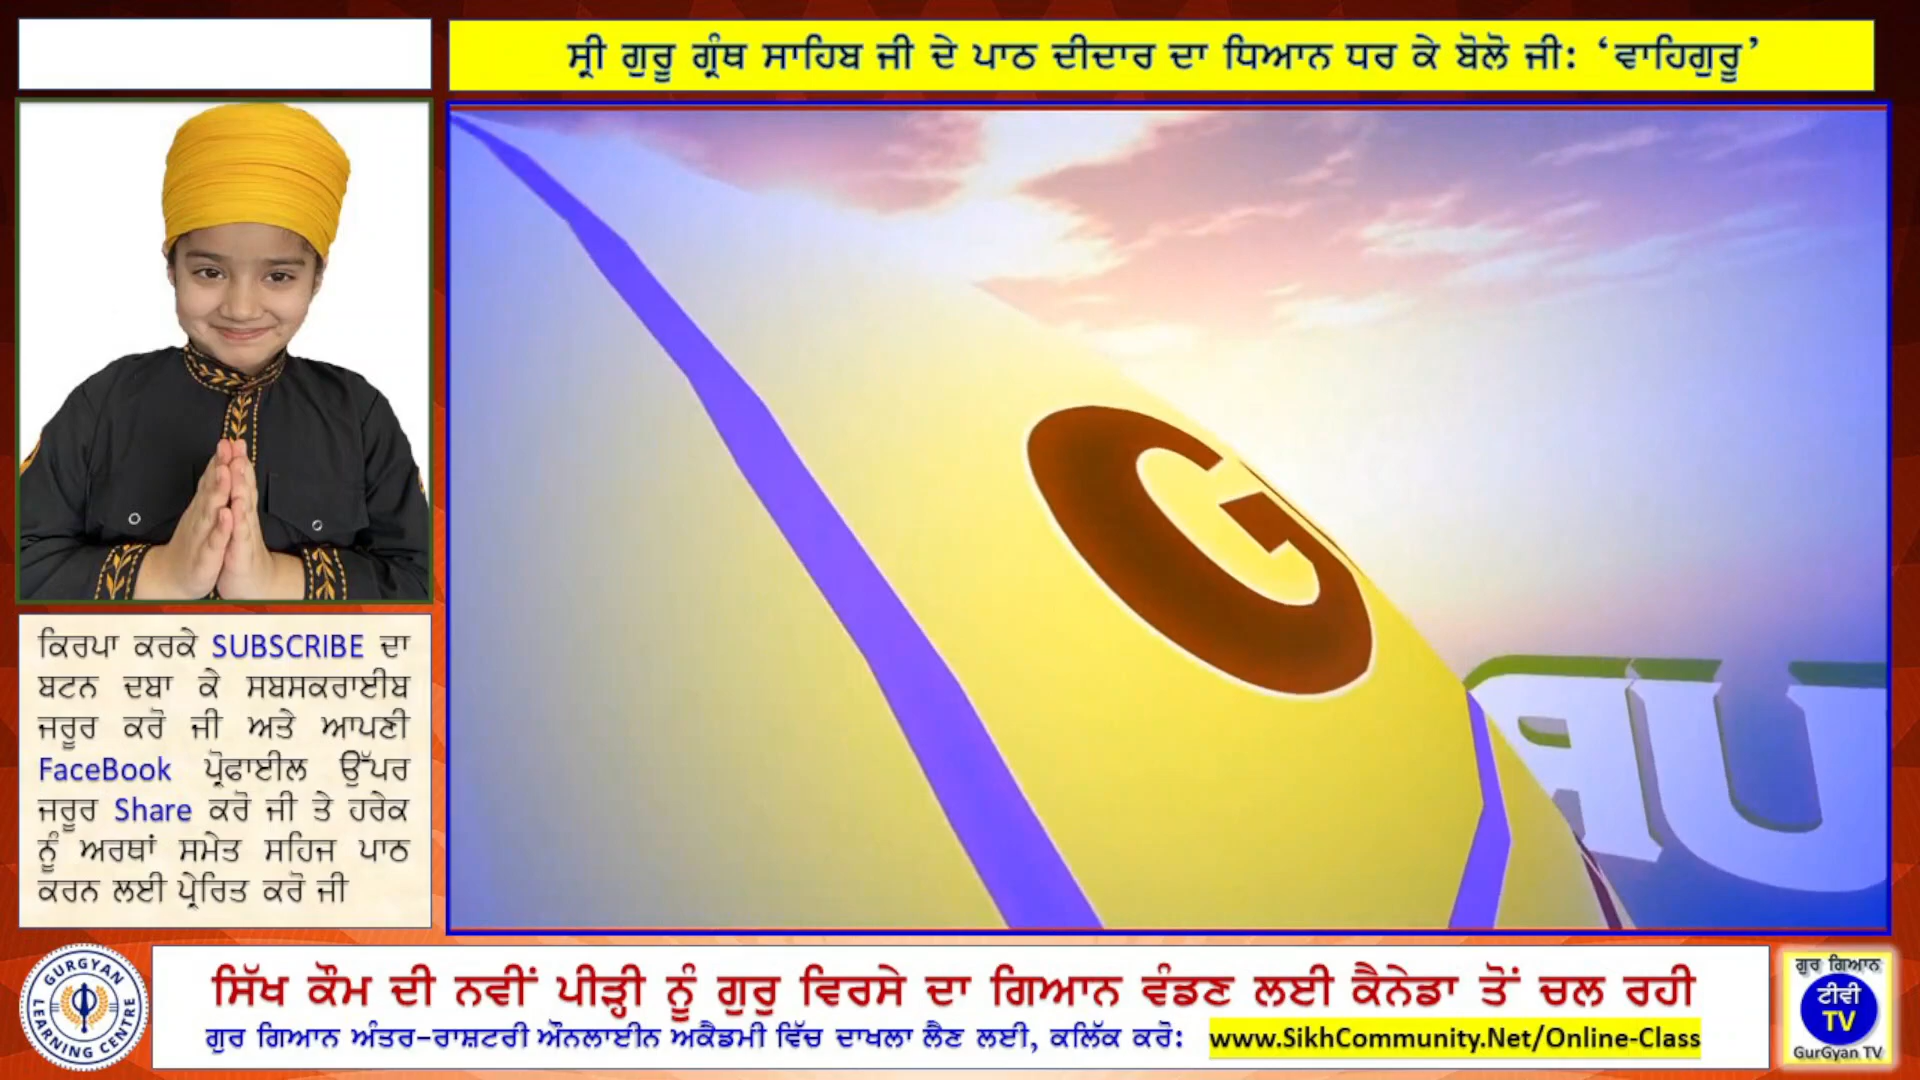 ਸ੍ਰੀ ਗੁਰੂ ਗ੍ਰੰਥ ਸਾਹਿਬ ਜੀ ਦੇ ਪਾਠ ਦੀਦਾਰ ਦਾ ਧਿਆਨ ਧਰ ਕੇ ਬੋਲੋ ਜੀ: ‘ਵਾਹਿਗੁਰੂ’
G
ਕਿਰਪਾ ਕਰਕੇ SUBSCRIBE ਦਾ
ਬਟਨ ਦਬਾ ਕੇ ਸਬਸਕਰਾਈਬ
ਜਰੂਰ ਕਰੋ ਜੀ ਅਤੇ ਆਪਣੀ
FaceBook ਪ੍ਰੋਫਾਈਲ ਉੱਪਰ
ਜਰੂਰ Share ਕਰੋ ਜੀ ਤੇ ਹਰੇਕ
ਨੂੰ ਅਰਥਾਂ ਸਮੇਤ ਸਹਿਜ ਪਾਠ
ਕਰਨ ਲਈ ਪ੍ਰੇਰਿਤ ਕਰੋ ਜੀ
GURGYAN
LEARNING CENTRE
ਸਿੱਖ ਕੌਮ ਦੀ ਨਵੀਂ ਪੀੜ੍ਹੀ ਨੂੰ ਗੁਰੁ ਵਿਰਸੇ ਦਾ ਗਿਆਨ ਵੰਡਣ ਲਈ ਕੈਨੇਡਾ ਤੋਂ ਚਲ ਰਹੀ
ਗੁਰ ਗਿਆਨ ਅੰਤਰ-ਰਾਸ਼ਟਰੀ ਔਨਲਾਈਨ ਅਕੈਡਮੀ ਵਿੱਚ ਦਾਖਲਾ ਲੈਣ ਲਈ, ਕਲਿੱਕ ਕਰੋ: www.SikhCommunity.Net/Online-Class
ਗੁਰ ਗਿਆਨ
ਟੀਵੀ
TV
GurGyan TV